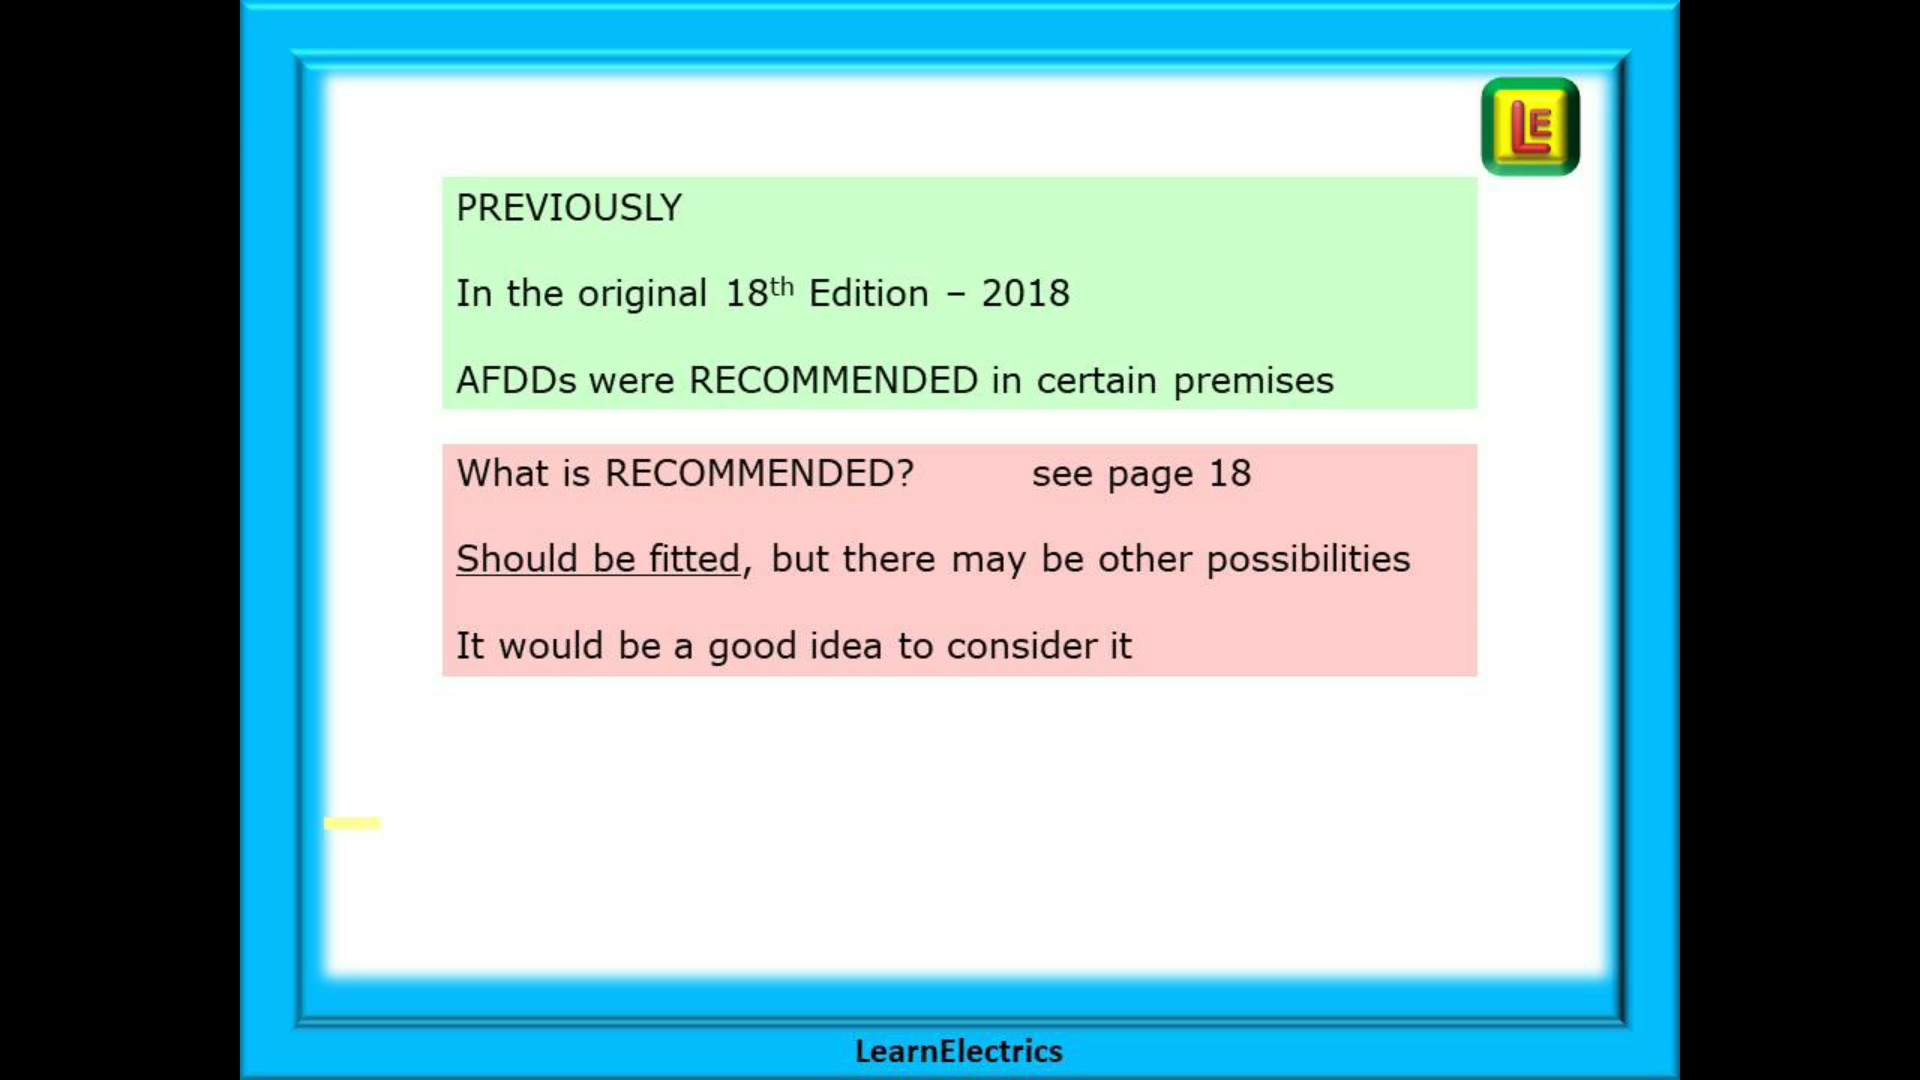 LE
PREVIOUSLY
In the original 18th Edition – 2018
AFDDs were RECOMMENDED in certain premises
What is RECOMMENDED? see page 18
Should be fitted, but there may be other possibilities
It would be a good idea to consider it
LearnElectrics